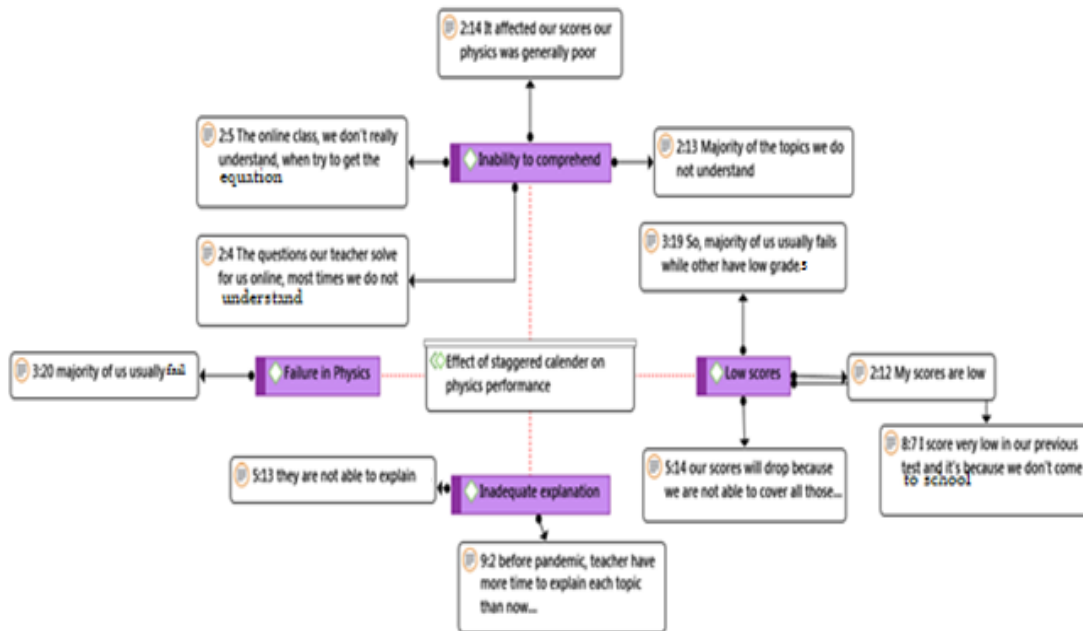 2:14 It affected our scores our
physics was generally poor
2:5 The online class, we don't really
understand, when try to get the
equation
Inability to comprehend
2:13 Majority of the topics we do
not understand
2:4 The questions our teacher solve
for us online, most times we do not
understand
3:19 So, majority of us usually fails
while other have low grades
3:20 majority of us usually fail
Failure in Physics
Effect of staggered calender on
physics performance
Low scores
2:12 My scores are low
8:7 I score very low in our previous
test and it's because we don't come
to school
5:13 they are not able to explain
Inadequate explanation
5:14 our scores will drop because
we are not able to cover all those...
9:2 before pandemic, teacher have
more time to explain each topic
than now...